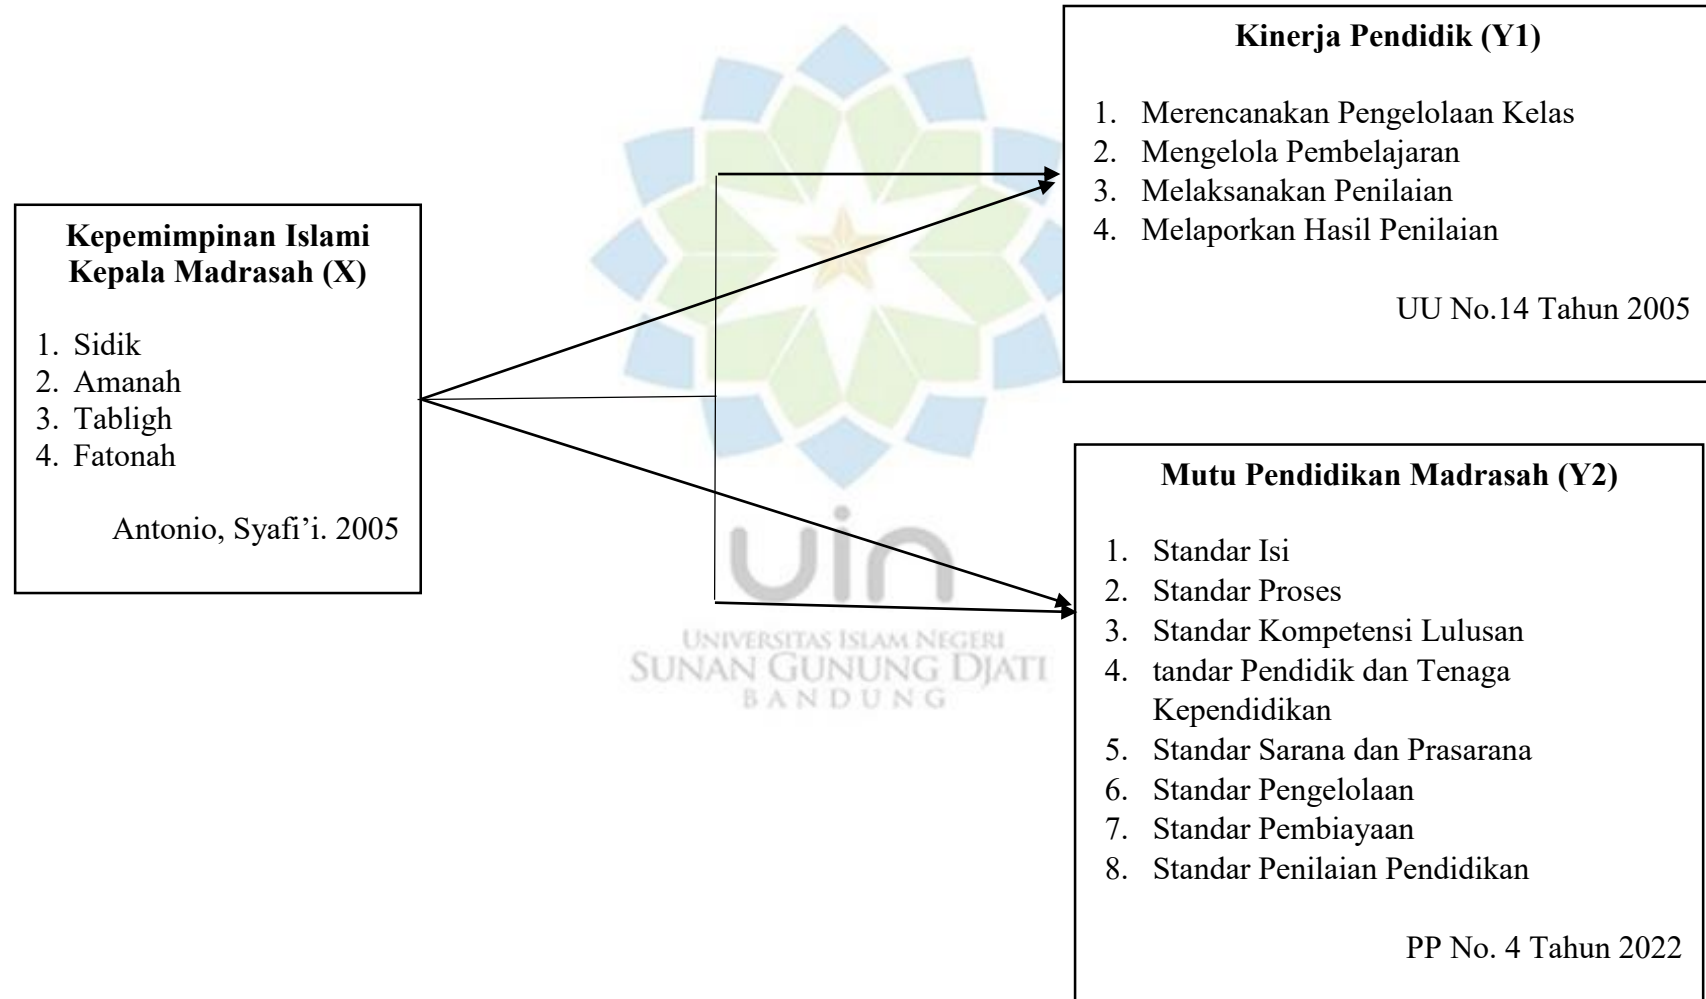 Kepemimpinan Islami
Kepala Madrasah (X)
1. Sidik
2. Amanah
3. Tabligh
4. Fatonah
Antonio, Syafi’i. 2005
Kinerja Pendidik (Y1)
1. Merencanakan Pengelolaan Kelas
2. Mengelola Pembelajaran
3. Melaksanakan Penilaian
4. Melaporkan Hasil Penilaian
UU No.14 Tahun 2005
Mutu Pendidikan Madrasah (Y2)
1. Standar Isi
2. Standar Proses
3. Standar Kompetensi Lulusan
4. tandar Pendidik dan Tenaga
Kependidikan
5. Standar Sarana dan Prasarana
6. Standar Pengelolaan
7. Standar Pembiayaan
8. Standar Penilaian Pendidikan
PP No. 4 Tahun 2022
uin
UNIVERSITAS ISLAM NEGERI
SUNAN GUNUNG DJATI
BANDUNG